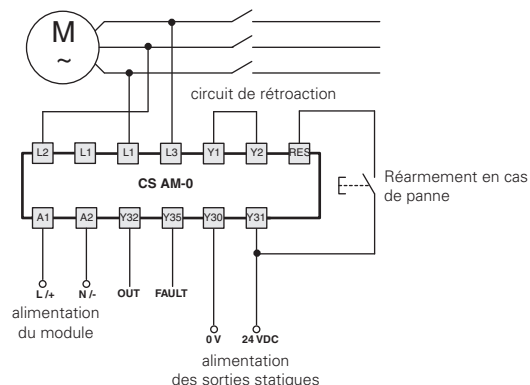 M
~
circuit de rétroaction
L2 L1 L1 L3 Y1 Y2 RES
CS AM-0
Réarmement en cas
de panne
A1 A2 Y32 Y35 Y30 Y31
L /+ N /- OUT FAULT
alimentation
du module
0 V 24 VDC
alimentation
des sorties statiques